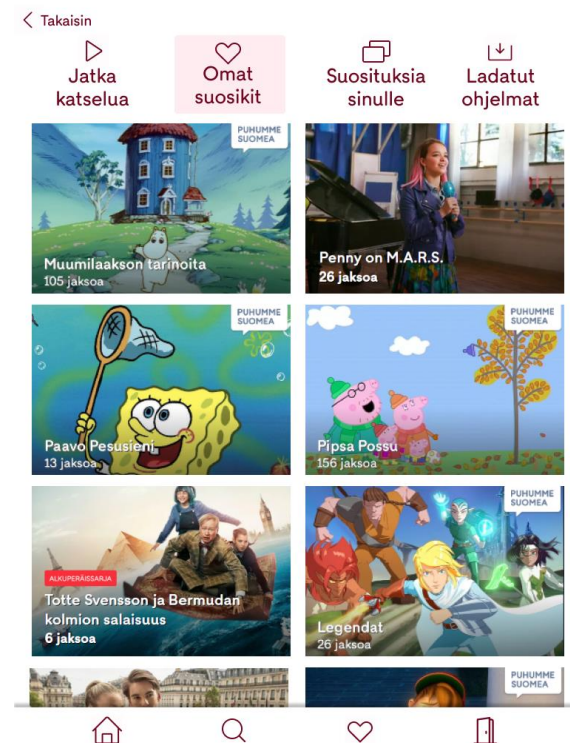 Takaisin
Jatka
katselua
Omat
suosikit
Suosituksia
sinulle
Ladatut
ohjelmat
PUHUMME
SUOMEA
Muumilaakson tarinoita
105 jaksoa
Penny on M.A.R.S.
26 jaksoa
PUHUMME
SUOMEA
Paavo Pesusieni
13 jaksoa
PUHUMME
SUOMEA
Pipsa Possu
156 jaksoa
ALKUPERÄISSARJA
Totte Svensson ja Bermudan
kolmion salaisuus
6 jaksoa
PUHUMME
SUOMEA
Legendat
26 jaksoa
PUHUMME
SUOMEA